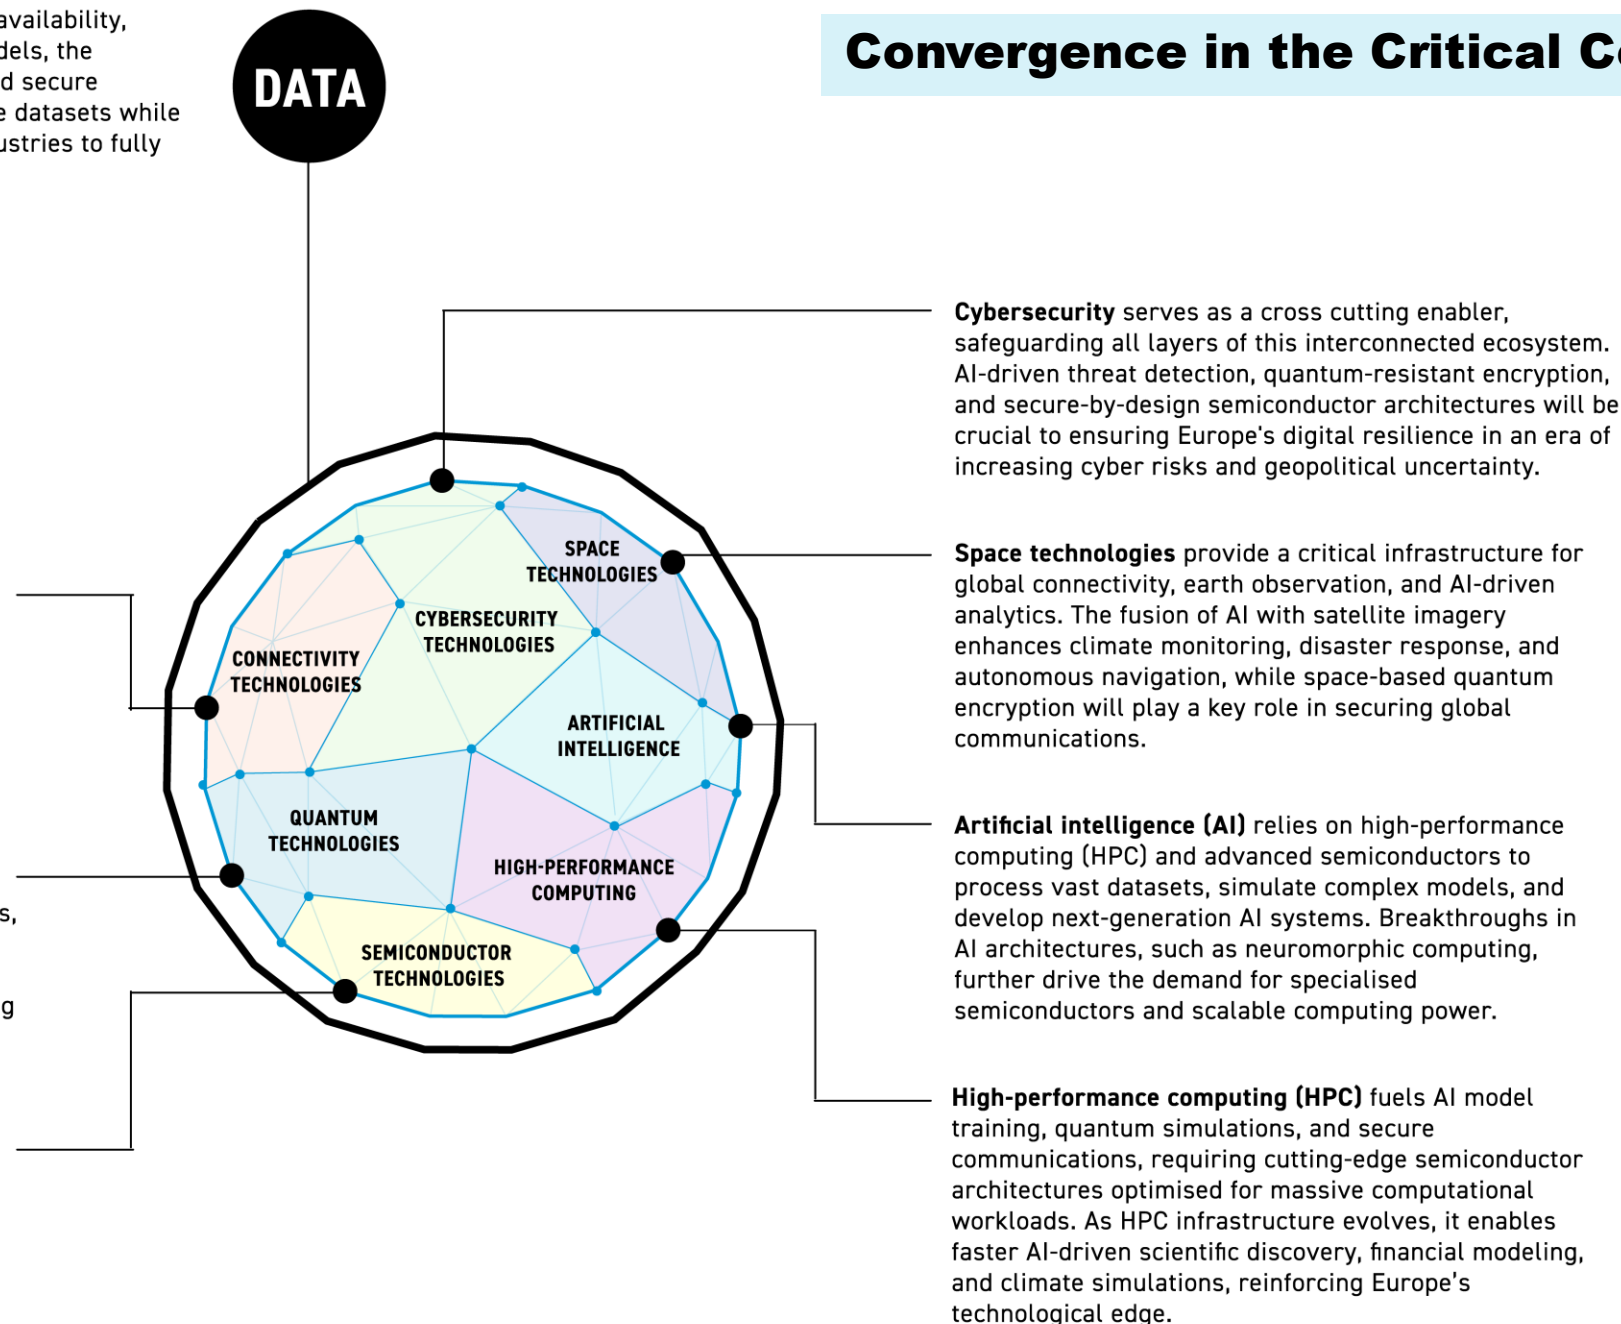 availability,
the
secure
datasets while
to fully
DATA
Convergence in the Critical
Cybersecurity serves as a cross cutting enabler,
safeguarding all layers of this interconnected ecosystem.
AI-driven threat detection, quantum-resistant encryption,
and secure-by-design semiconductor architectures will be
crucial to ensuring Europe's digital resilience in an era of
increasing cyber risks and geopolitical uncertainty.
Space technologies provide a critical infrastructure for
global connectivity, earth observation, and AI-driven
analytics. The fusion of AI with satellite imagery
enhances climate monitoring, disaster response, and
autonomous navigation, while space-based quantum
encryption will play a key role in securing global
communications.
Artificial intelligence (AI) relies on high-performance
computing (HPC) and advanced semiconductors to
process vast datasets, simulate complex models, and
develop next-generation AI systems. Breakthroughs in
AI architectures, such as neuromorphic computing,
further drive the demand for specialised
semiconductors and scalable computing power.
High-performance computing (HPC) fuels AI model
training, quantum simulations, and secure
communications, requiring cutting-edge semiconductor
architectures optimised for massive computational
workloads. As HPC infrastructure evolves, it enables
faster AI-driven scientific discovery, financial modeling,
and climate simulations, reinforcing Europe's
technological edge.
SPACE
TECHNOLOGIES
CYBERSECURITY
TECHNOLOGIES
CONNECTIVITY
TECHNOLOGIES
ARTIFICIAL
INTELLIGENCE
QUANTUM
TECHNOLOGIES
HIGH-PERFORMANCE
COMPUTING
SEMICONDUCTOR
TECHNOLOGIES